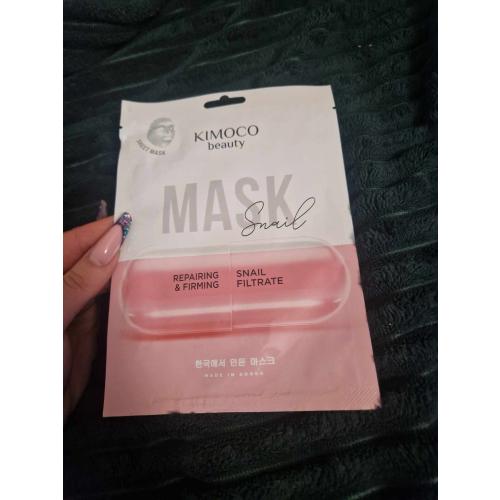 KIMOCO
beauty
SHEET MASK
MASK
Snail
REPAIRING
& FIRMING
SNAIL
FILTRATE
한국에서 만든 마스크
MADE IN KOREA